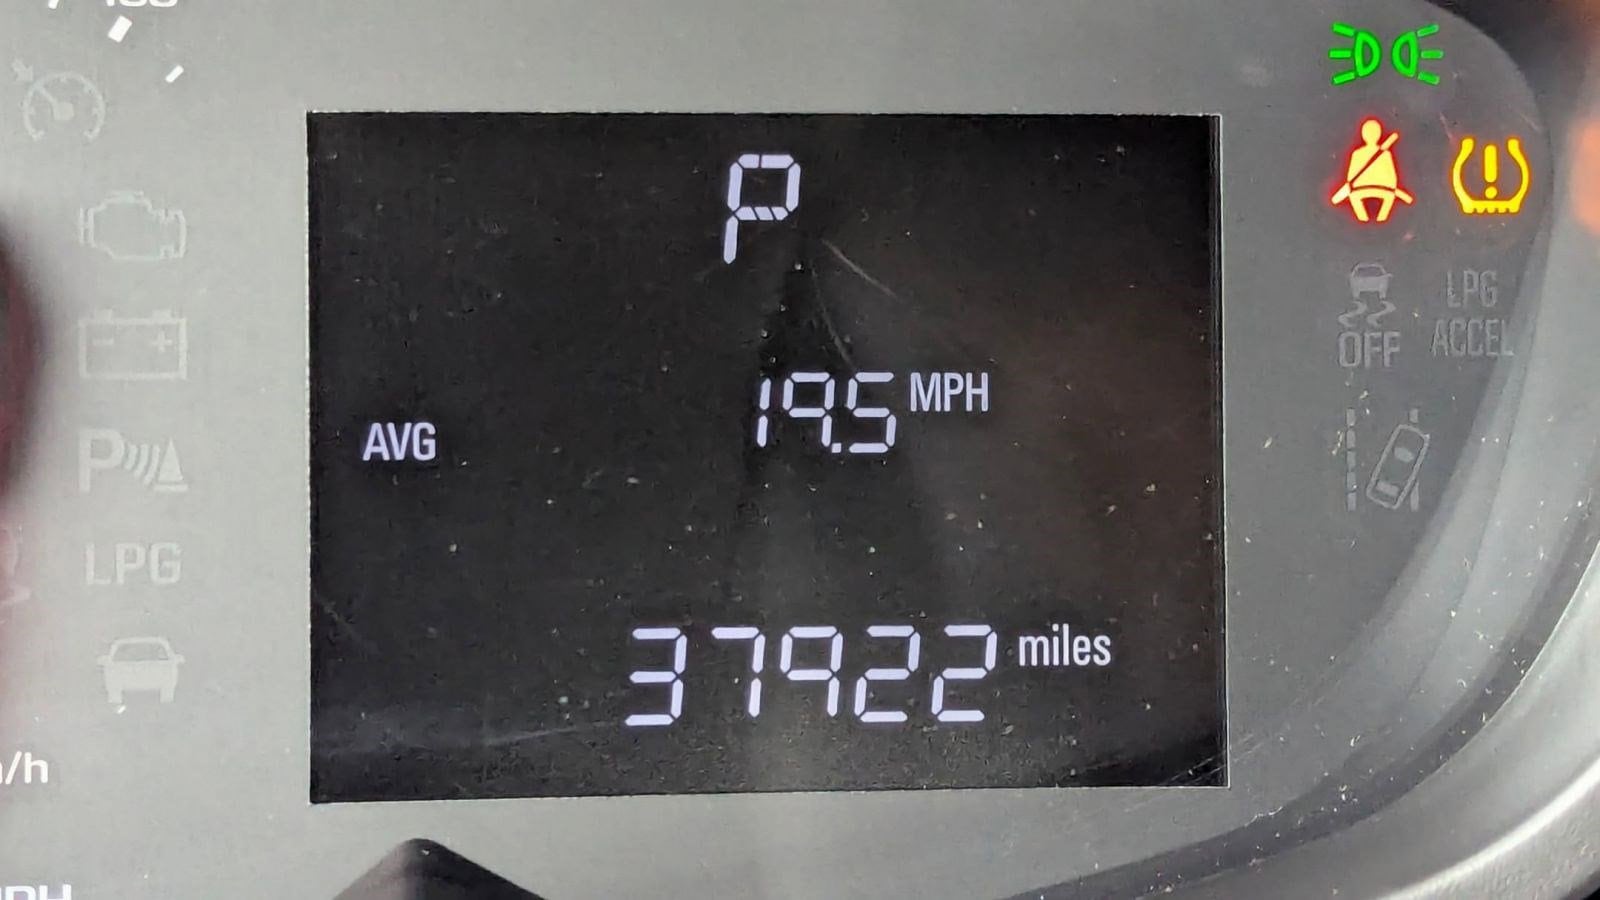 P
19.5 MPH
AVG
37922 miles
OFF
LPG
ACCEL
P
LPG
/h